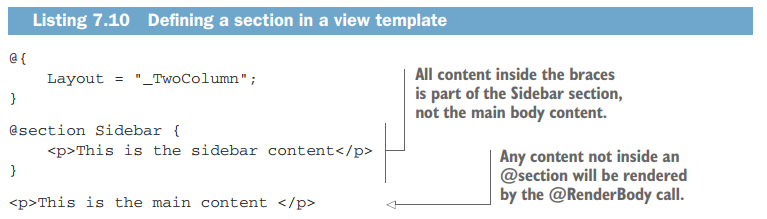 Listing 7.10 Defining a section in a view template
@{
    Layout = "_TwoColumn";
}
@section Sidebar {
    <p>This is the sidebar content</p>
}
<p>This is the main content </p>
All content inside the braces
is part of the Sidebar section,
not the main body content.
Any content not inside an
@section will be rendered
by the @RenderBody call.